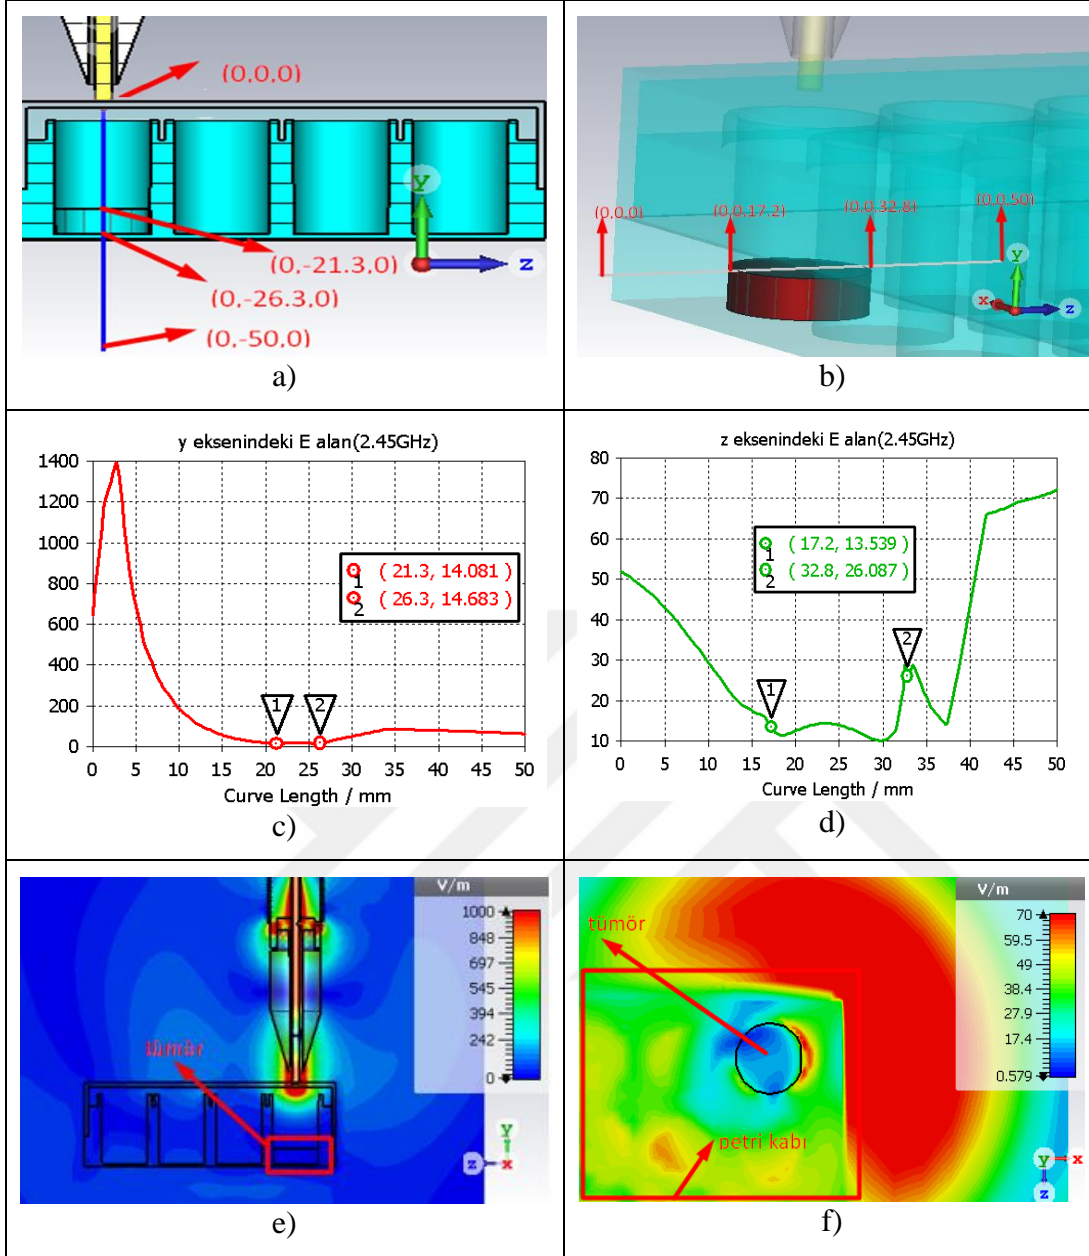 (0,0,0)
(0,-21.3,0)
(0,-26.3,0)
(0,-50,0)
y
z
a)
(0,0,0)
(0,0,17.2)
(0,0,32.8)
(0,0,50)
y
x
z
b)
y eksenindeki E alan(2.45GHz)
1400
1200
1000
800
600
400
200
0
1 ( 21.3, 14.081 )
2 ( 26.3, 14.683 )
1 2
0 5 10 15 20 25 30 35 40 45 50
Curve Length / mm
c)
z eksenindeki E alan(2.45GHz)
80
70
60
50
40
30
20
10
1 ( 17.2, 13.539 )
2 ( 32.8, 26.087 )
1 2
0 5 10 15 20 25 30 35 40 45 50
Curve Length / mm
d)
V/m
1000
848
697
545
394
242
0
tümör
y
z x
e)
V/m
70
59.5
49
38.4
27.9
17.4
0.579
tümör
petri kabı
y x
z
f)